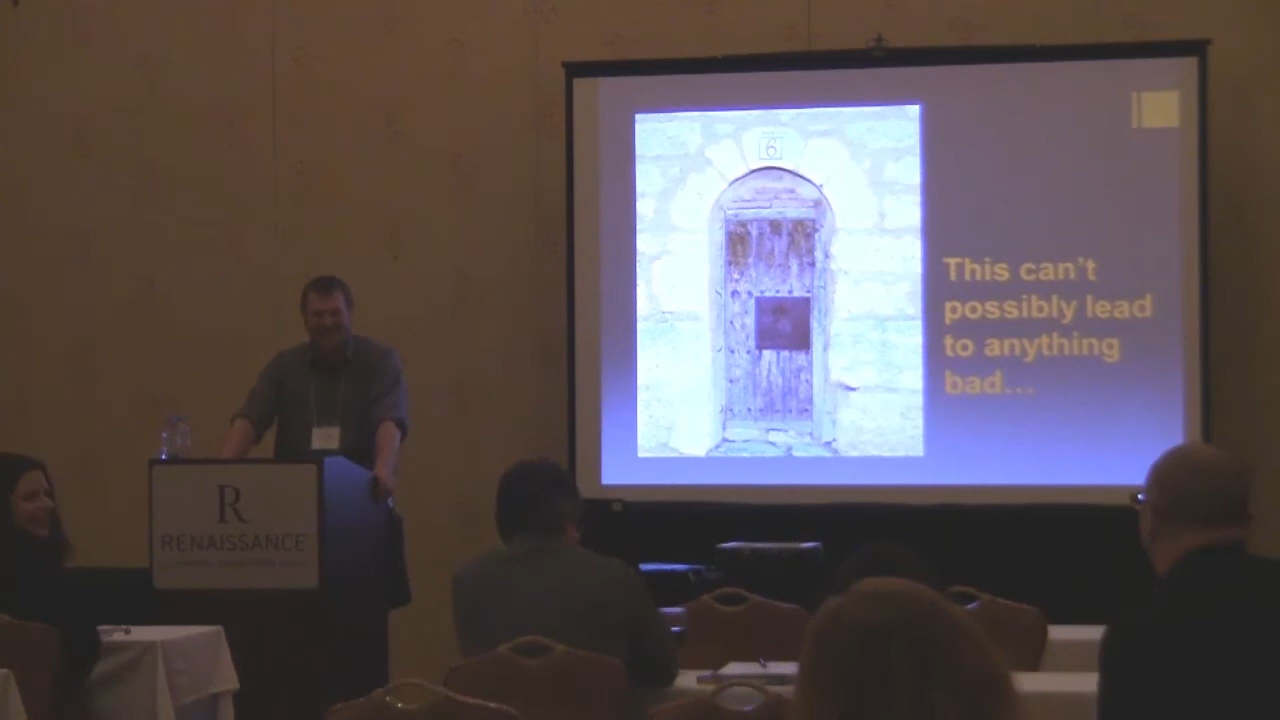 6
This can't
possibly lead
to anything
bad...
R
RENAISSANCE